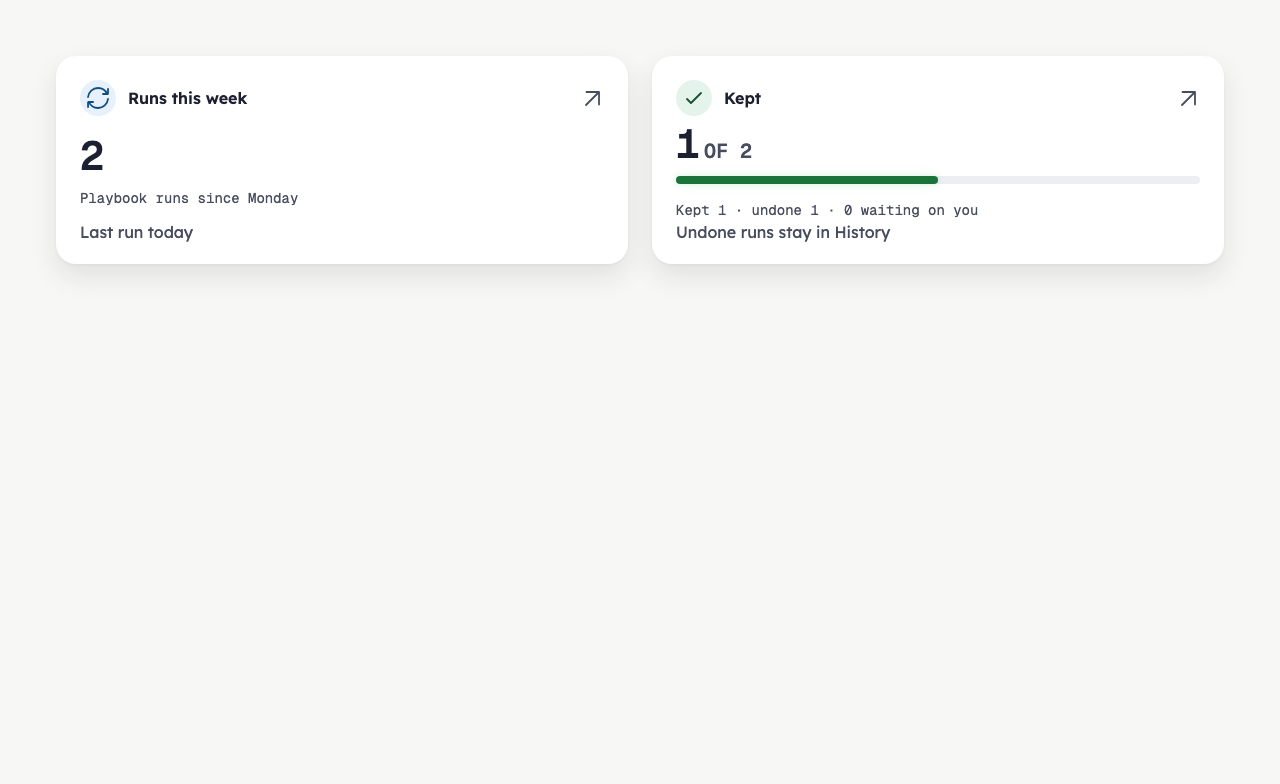 Runs this week
2
Playbook runs since Monday
Last run today
Kept
1 OF 2
Kept 1 · undone 1 · 0 waiting on you
Undone runs stay in History